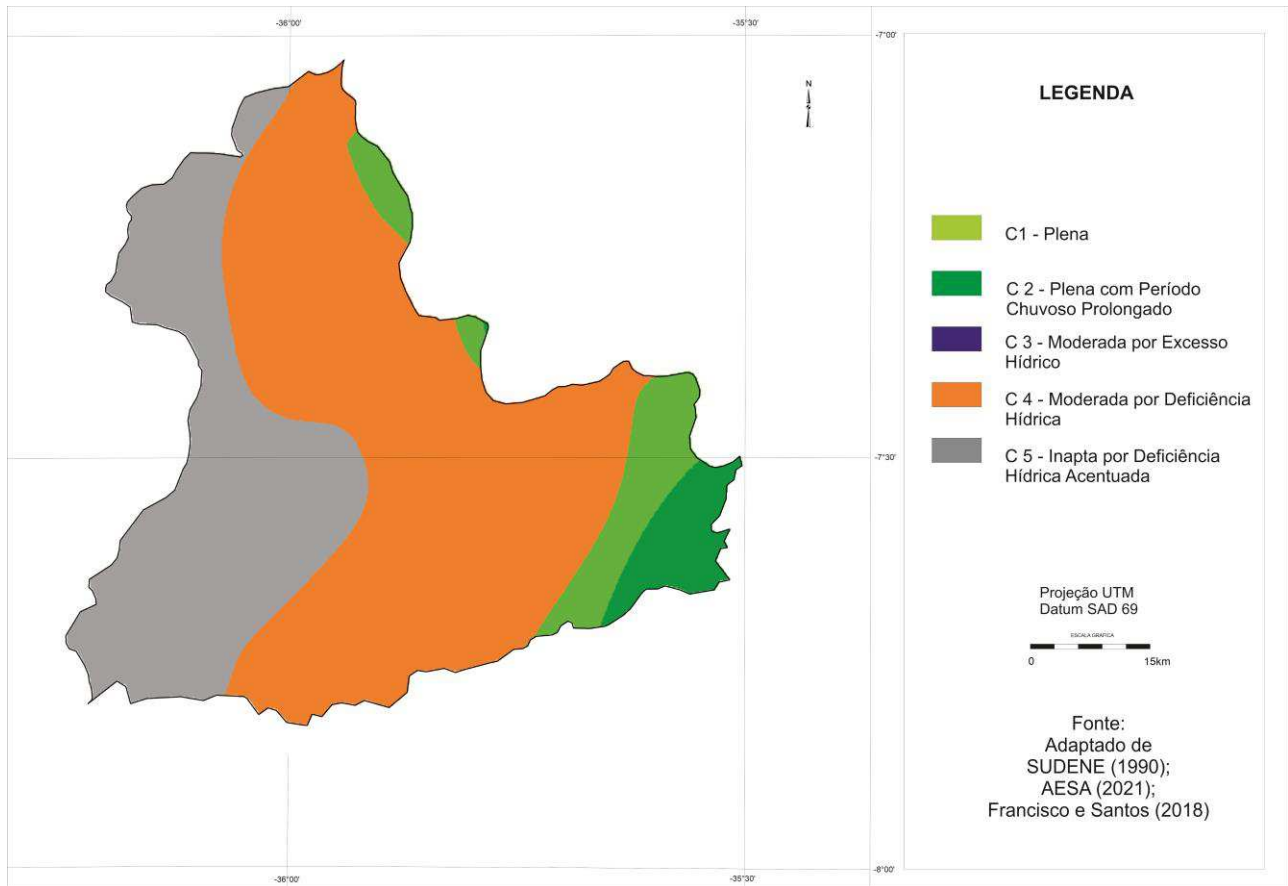 -36°00'
-35°30'
-7°00'
N
LEGENDA
C1 - Plena
C 2 - Plena com Período
Chuvoso Prolongado
C 3 - Moderada por Excesso
Hídrico
C 4 - Moderada por Deficiência
Hídrica
C 5 - Inapta por Deficiência
Hídrica Acentuada
-7°30'
Projeção UTM
Datum SAD 69
ESCALA GRÁFICA
0 15km
Fonte:
Adaptado de
SUDENE (1990);
AESA (2021);
Francisco e Santos (2018)
-8°00'
-36°00'
-35°30'